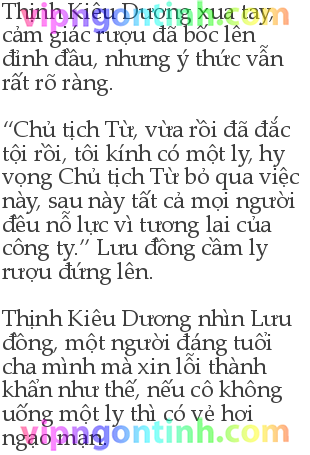 Thịnh Kiêu Dương xua tay,
cảm giác rượu đã bốc lên
đỉnh đầu, nhưng ý thức vẫn
rất rõ ràng.
“Chủ tịch Từ, vừa rồi đã đắc
tội rồi, tôi kính có một ly, hy
vọng Chủ tịch Từ bỏ qua việc
này, sau này tất cả mọi người
đều nỗ lực vì tương lai của
công ty.” Lưu đông cầm ly
rượu đứng lên.
Thịnh Kiêu Dương nhìn Lưu
đông, một người đáng tuổi
cha mình mà xin lỗi thành
khẩn như thế, nếu cô không
uống một ly thì có vẻ hơi
ngạo mạn.
vipngontinh.com
vipngontinh.com